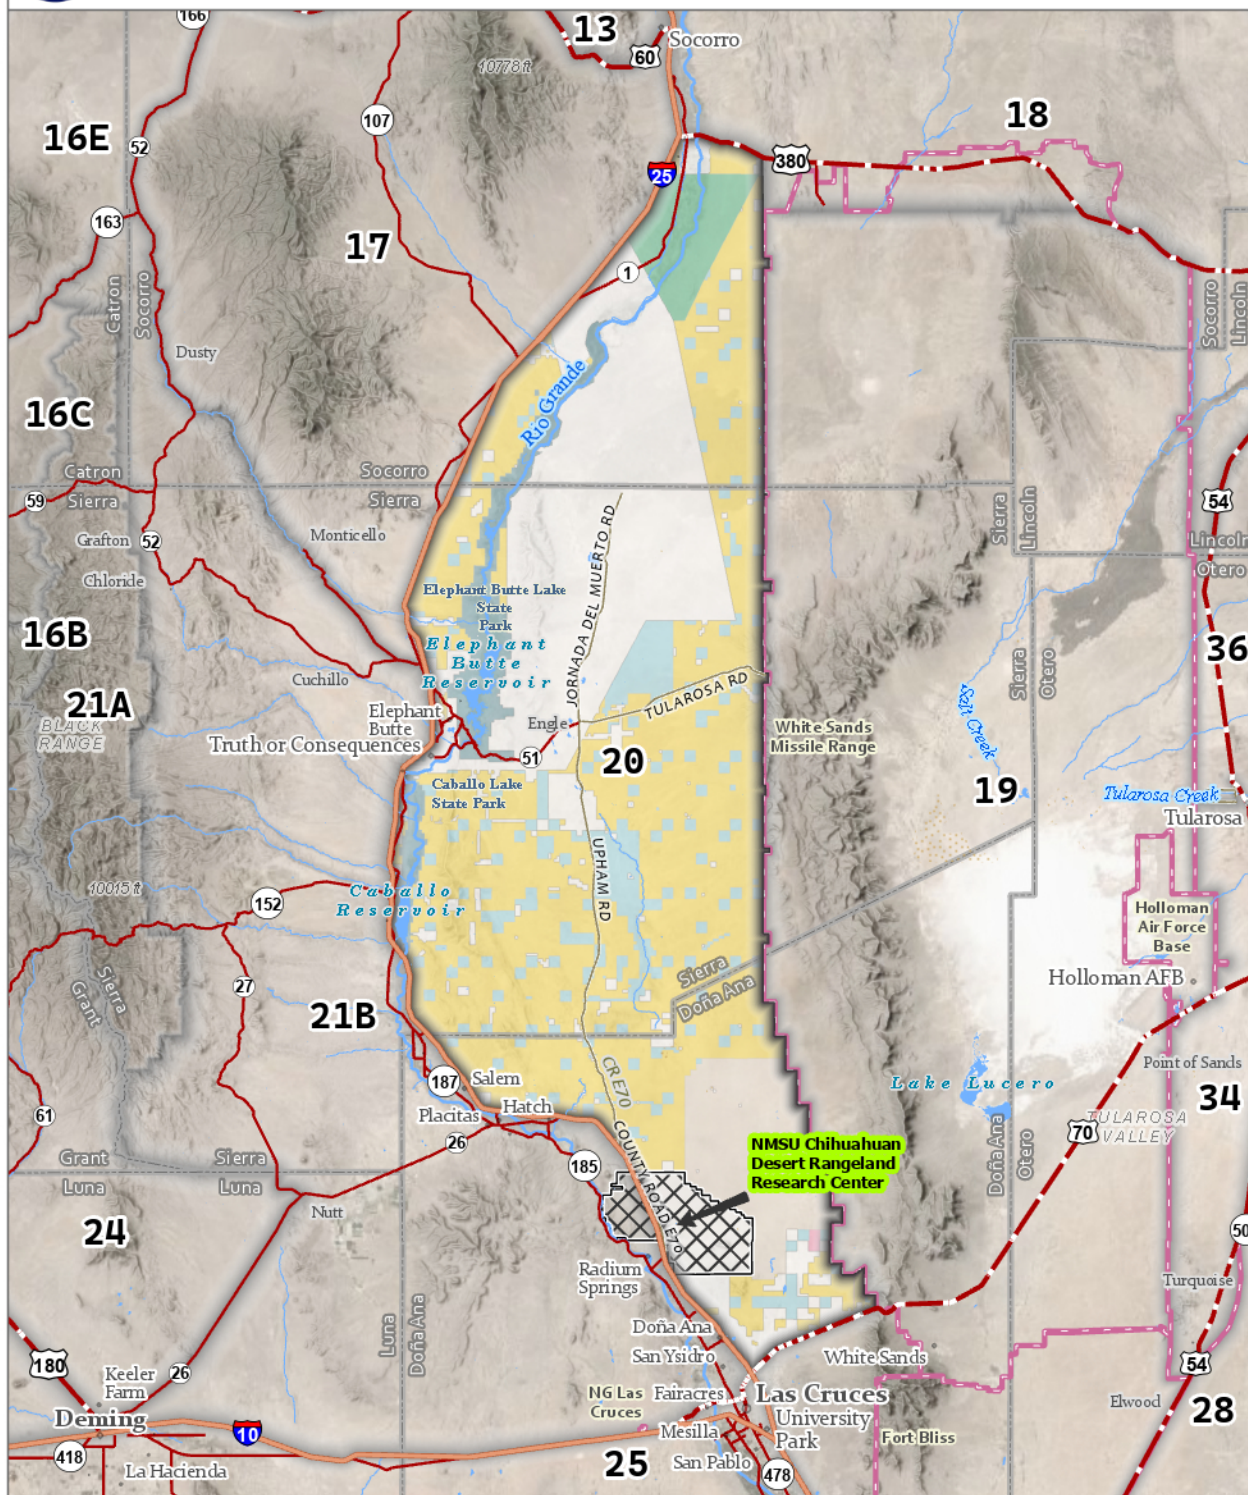 166
13
60
Socorro
10778 ft
107
18
16E
52
380
25
163
17
1
Catron
Socorro
Socorro
Lincoln
Dusty
Rio Grande
16C
Catron
Sierra
59
Socorro
Sierra
Sierra
Lincoln
54
Grafton
52
Monticello
Lincoln
Otero
Chloride
JORNADA DEL MUERTO RD
Elephant Butte Lake
State
Park
16B
Elephant
Butte
Reservoir
36
Sierra
Otero
21A
Cuchillo
TULAROSA RD
BLACK
RANGE
Elephant
Butte
Engle
Salt Creek
White Sands
Missile Range
Truth or Consequences
51
20
19
Caballo Lake
State Park
Tularosa Creek
Tularosa
UPHAM RD
10015 ft
152
Caballo
Reservoir
Holloman
Air Force
Base
Sierra
Grant
27
Sierra
Doña Ana
Holloman AFB
21B
CR E70
187
Salem
Point of Sands
Lake Lucero
34
61
Placitas
Hatch
26
COUNTY ROAD E70
70
TULAROSA
VALLEY
NMSU Chihuahuan
Desert Rangeland
Research Center
Grant
Luna
Sierra
Luna
185
Doña Ana
Otero
Nutt
24
50
Radium
Springs
Turquoise
Luna
Doña Ana
Doña Ana
San Ysidro
White Sands
180
Keeler
Farm
26
54
NG Las
Cruces
Fairacres
Las Cruces
Elwood
28
Deming
10
Mesilla
University
Park
Fort Bliss
418
La Hacienda
25
San Pablo
478